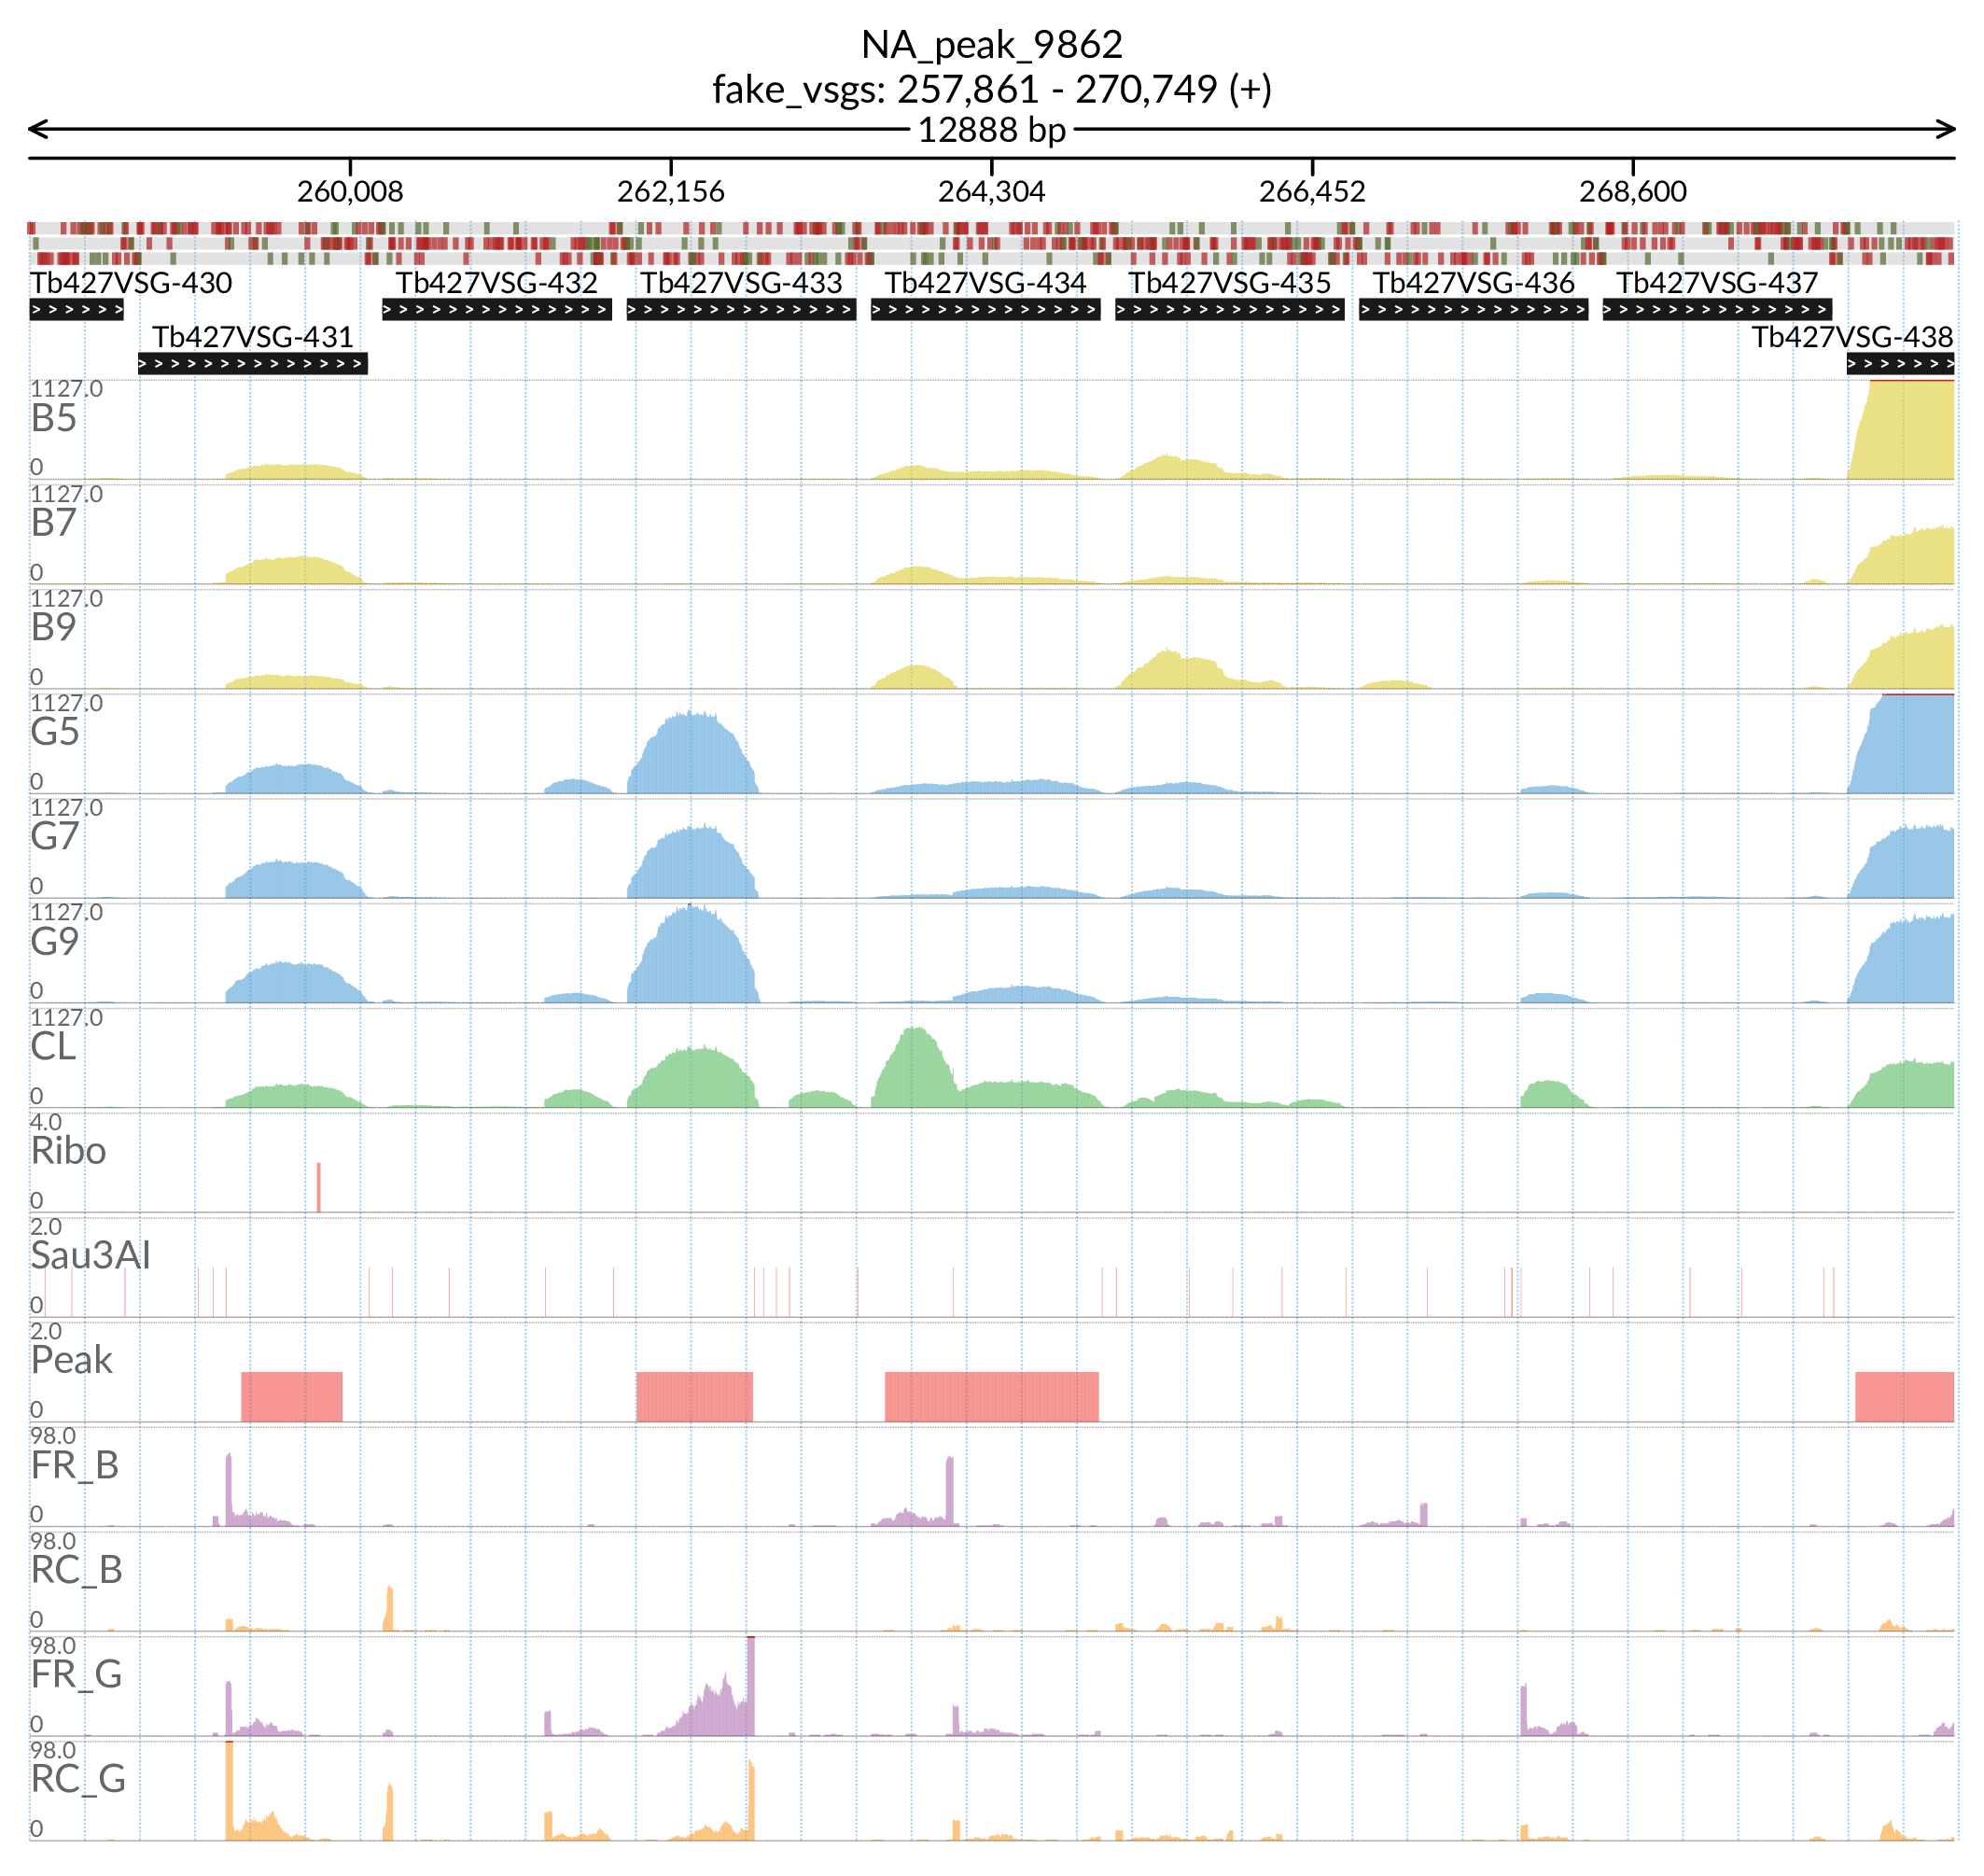 NA_peak_9862
fake_vsgs: 257,861 - 270,749 (+)
12888 bp
260,008 262,156 264,304 266,452 268,600
Tb427VSG-430 Tb427VSG-432 Tb427VSG-433 Tb427VSG-434 Tb427VSG-435 Tb427VSG-436 Tb427VSG-437
Tb427VSG-431 Tb427VSG-438
1127.0
B5
0
1127.0
B7
0
1127.0
B9
0
1127.0
G5
0
1127.0
G7
0
1127.0
G9
0
1127.0
CL
0
4.0
Ribo
0
2.0
Sau3AI
0
2.0
Peak
0
98.0
FR_B
0
98.0
RC_B
0
98.0
FR_G
0
98.0
RC_G
0